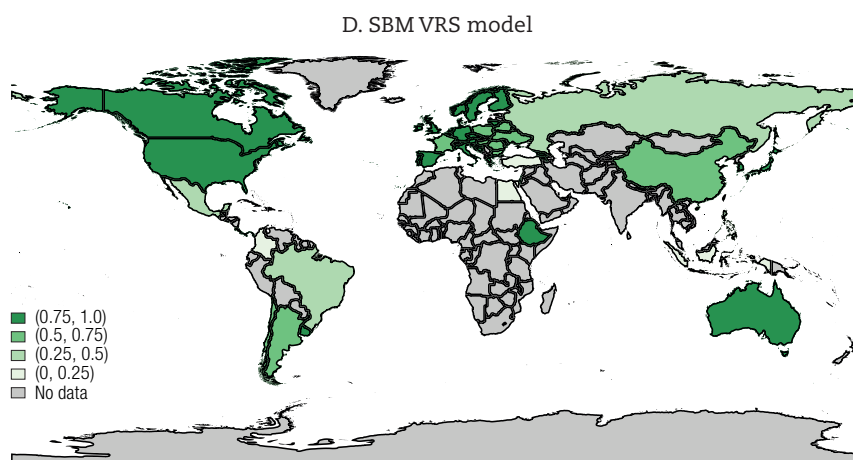 D. SBM VRS model
(0.75, 1.0)
(0.5, 0.75)
(0.25, 0.5)
(0, 0.25)
No data